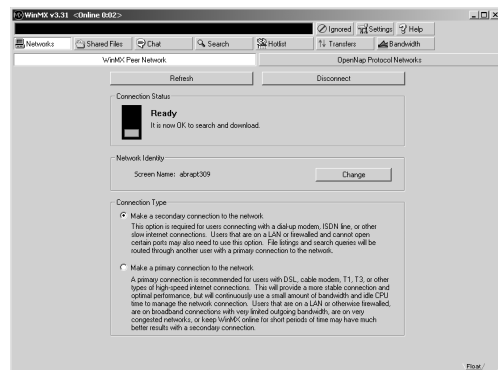 WinMX v3.31 <Online 0:02>
Ignored Settings Help
Networks Shared Files Chat Search Hotlist Transfers Bandwidth
WinMX Peer Network OpenNap Protocol Networks
Refresh Disconnect
Connection Status
Ready
It is now OK to search and download.
Network Identity
Screen Name: abrapt309 Change
Connection Type
Make a secondary connection to the network
This option is required for users connecting with a dial-up modem, ISDN line, or other
slow internet connections. Users that are on a LAN or firewalled and cannot open
certain ports may also need to use this option. File listings and search queries will be
routed through another user with a primary connection to the network.
Make a primary connection to the network
A primary connection is recommended for users with DSL, cable modem, T1, T3, or other
types of high-speed internet connections. This will provide a more stable connection and
optimal performance, but will continuously use a small amount of bandwidth and idle CPU
time to manage the network connection. Users that are on a LAN or otherwise firewalled,
are on broadband connections with very limited outgoing bandwidth, are on very
congested networks, or keep WinMX online for short periods of time may have much
better results with a secondary connection.
Float